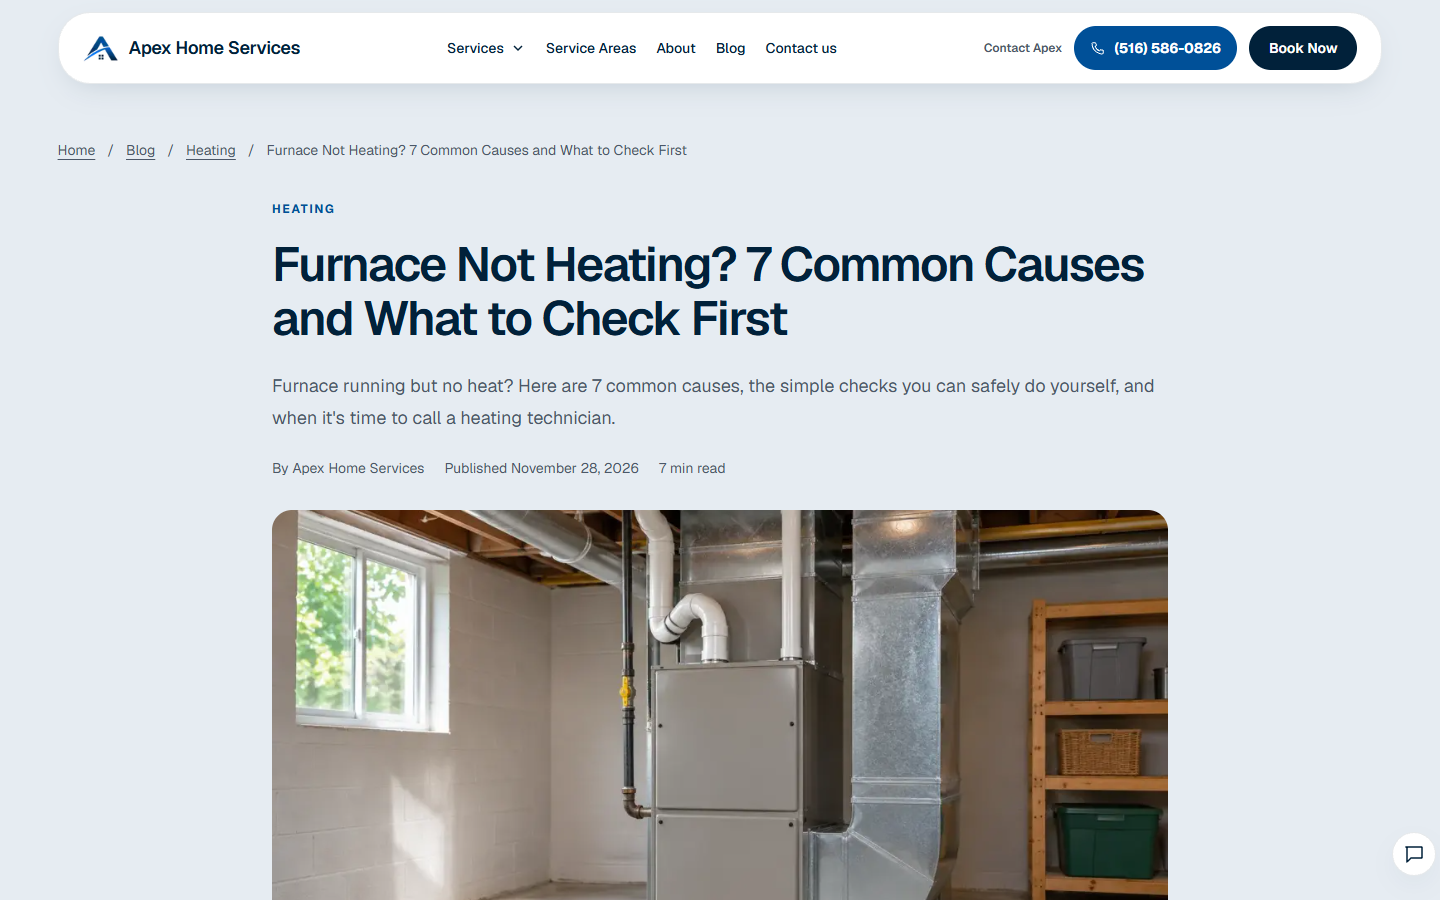 Apex Home Services
Services
Service Areas
About
Blog
Contact us
Contact Apex
(516) 586-0826
Book Now
Home / Blog / Heating / Furnace Not Heating? 7 Common Causes and What to Check First
HEATING
Furnace Not Heating? 7 Common Causes
and What to Check First
Furnace running but no heat? Here are 7 common causes, the simple checks you can safely do yourself, and
when it's time to call a heating technician.
By Apex Home Services
Published November 28, 2026
7 min read